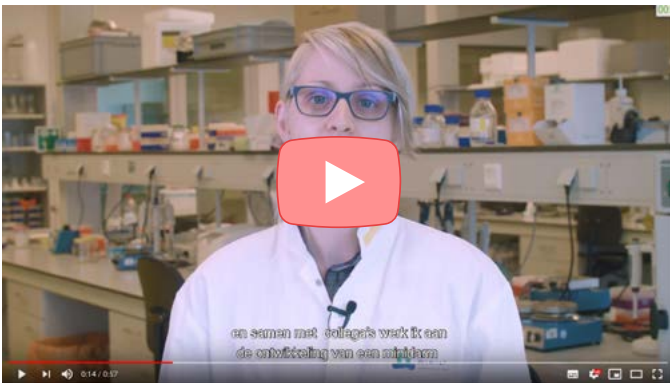 en samen met collega's werk ik aan
de ontwikkeling van een minidarm
0:14 / 0:57